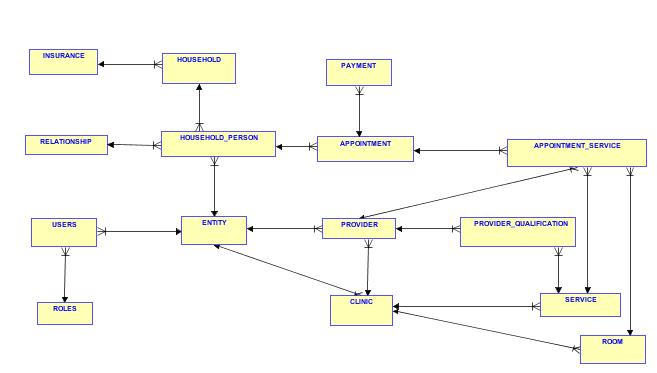 INSURANCE
HOUSEHOLD
PAYMENT
RELATIONSHIP
HOUSEHOLD_PERSON
APPOINTMENT
APPOINTMENT_SERVICE
USERS
ENTITY
PROVIDER
PROVIDER_QUALIFICATION
ROLES
CLINIC
SERVICE
ROOM